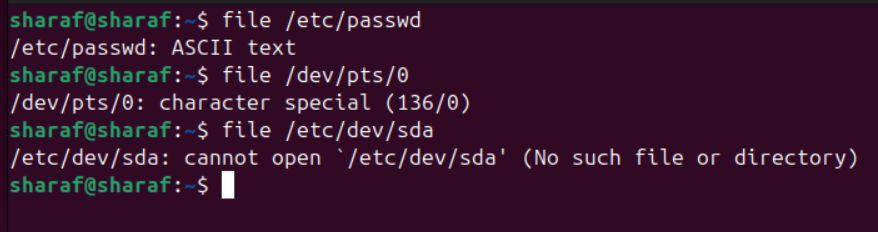 sharaf@sharaf:~$ file /etc/passwd
/etc/passwd: ASCII text
sharaf@sharaf:~$ file /dev/pts/0
/dev/pts/0: character special (136/0)
sharaf@sharaf:~$ file /etc/dev/sda
/etc/dev/sda: cannot open `/etc/dev/sda' (No such file or directory)
sharaf@sharaf:~$